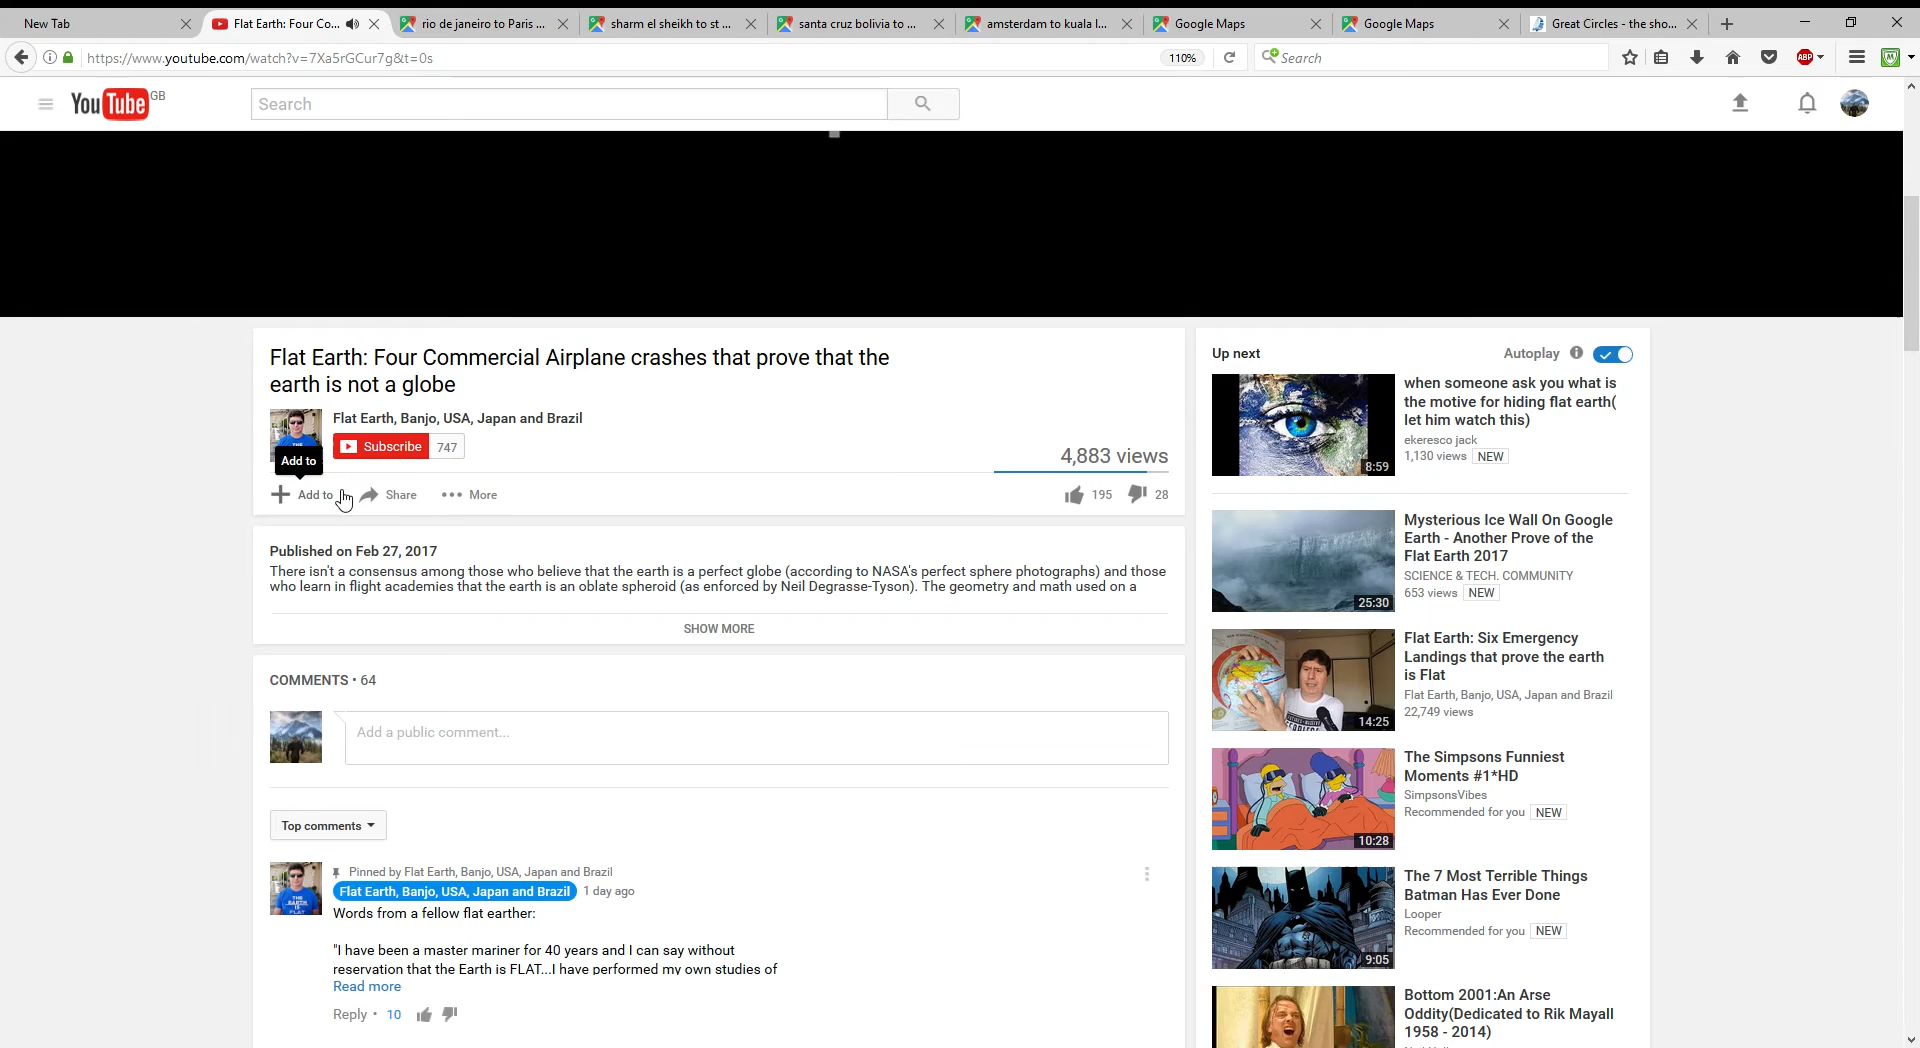 New Tab
Flat Earth: Four Co...
rio de janeiro to Paris ...
sharm el sheikh to st ...
santa cruz bolivia to ...
amsterdam to kuala l...
Google Maps
Google Maps
Great Circles - the sho...
https://www.youtube.com/watch?v=7Xa5rGCur7g&t=0s
110%
Search
ABP
YouTube GB
Search
Flat Earth: Four Commercial Airplane crashes that prove that the
earth is not a globe
Flat Earth, Banjo, USA, Japan and Brazil
Subscribe 747
Add to
4,883 views
Add to
Share
More
195
28
Published on Feb 27, 2017
There isn't a consensus among those who believe that the earth is a perfect globe (according to NASA's perfect sphere photographs) and those
who learn in flight academies that the earth is an oblate spheroid (as enforced by Neil Degrasse-Tyson). The geometry and math used on a
SHOW MORE
COMMENTS • 64
Add a public comment...
Top comments
Pinned by Flat Earth, Banjo, USA, Japan and Brazil
Flat Earth, Banjo, USA, Japan and Brazil 1 day ago
Words from a fellow flat earther:
"I have been a master mariner for 40 years and I can say without
reservation that the Earth is FLAT...I have performed my own studies of
Read more
Reply • 10
THE
EARTH
IS
FLAT
Up next
Autoplay
when someone ask you what is
the motive for hiding flat earth(
let him watch this)
ekeresco jack
1,130 views NEW
8:59
Mysterious Ice Wall On Google
Earth - Another Prove of the
Flat Earth 2017
SCIENCE & TECH. COMMUNITY
653 views NEW
25:30
Flat Earth: Six Emergency
Landings that prove the earth
is Flat
Flat Earth, Banjo, USA, Japan and Brazil
22,749 views
14:25
The Simpsons Funniest
Moments #1*HD
SimpsonsVibes
Recommended for you NEW
10:28
The 7 Most Terrible Things
Batman Has Ever Done
Looper
Recommended for you NEW
9:05
Bottom 2001:An Arse
Oddity(Dedicated to Rik Mayall
1958 - 2014)